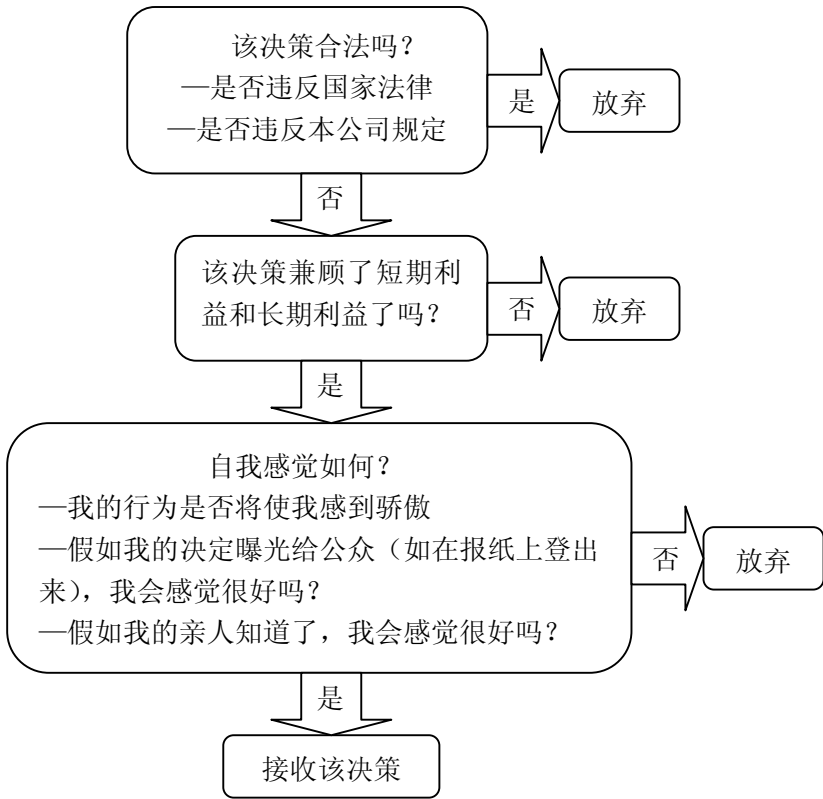 该决策合法吗？
—是否违反国家法律
—是否违反本公司规定
是
放弃
否
该决策兼顾了短期利
益和长期利益了吗？
否
放弃
是
自我感觉如何？
—我的行为是否将使我感到骄傲
—假如我的决定曝光给公众（如在报纸上登出
来），我会感觉很好吗？
—假如我的亲人知道了，我会感觉很好吗？
否
放弃
是
接收该决策